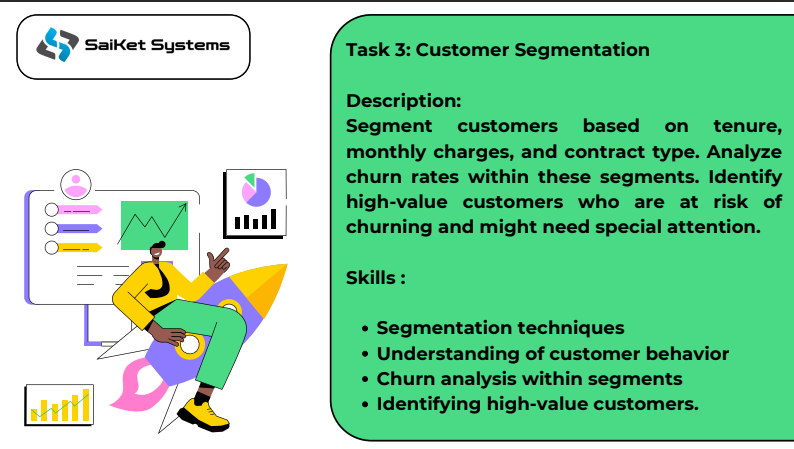 SaiKet Systems
Task 3: Customer Segmentation
Description:
Segment customers based on tenure,
monthly charges, and contract type. Analyze
churn rates within these segments. Identify
high-value customers who are at risk of
churning and might need special attention.
Skills :
• Segmentation techniques
• Understanding of customer behavior
• Churn analysis within segments
• Identifying high-value customers.